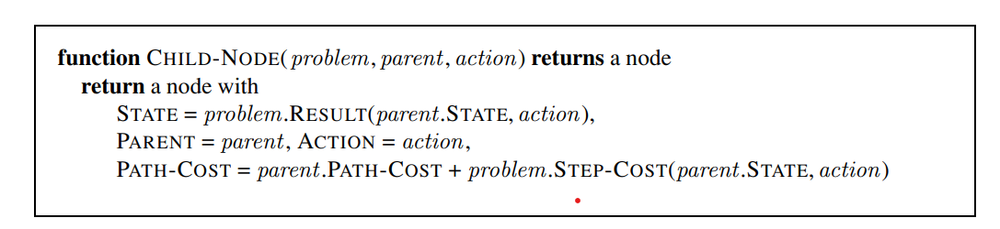 function CHILD-NODE(problem, parent, action) returns a node
return a node with
STATE = problem.RESULT(parent.STATE, action),
PARENT = parent, ACTION = action,
PATH-COST = parent.PATH-COST + problem.STEP-COST(parent.STATE, action)